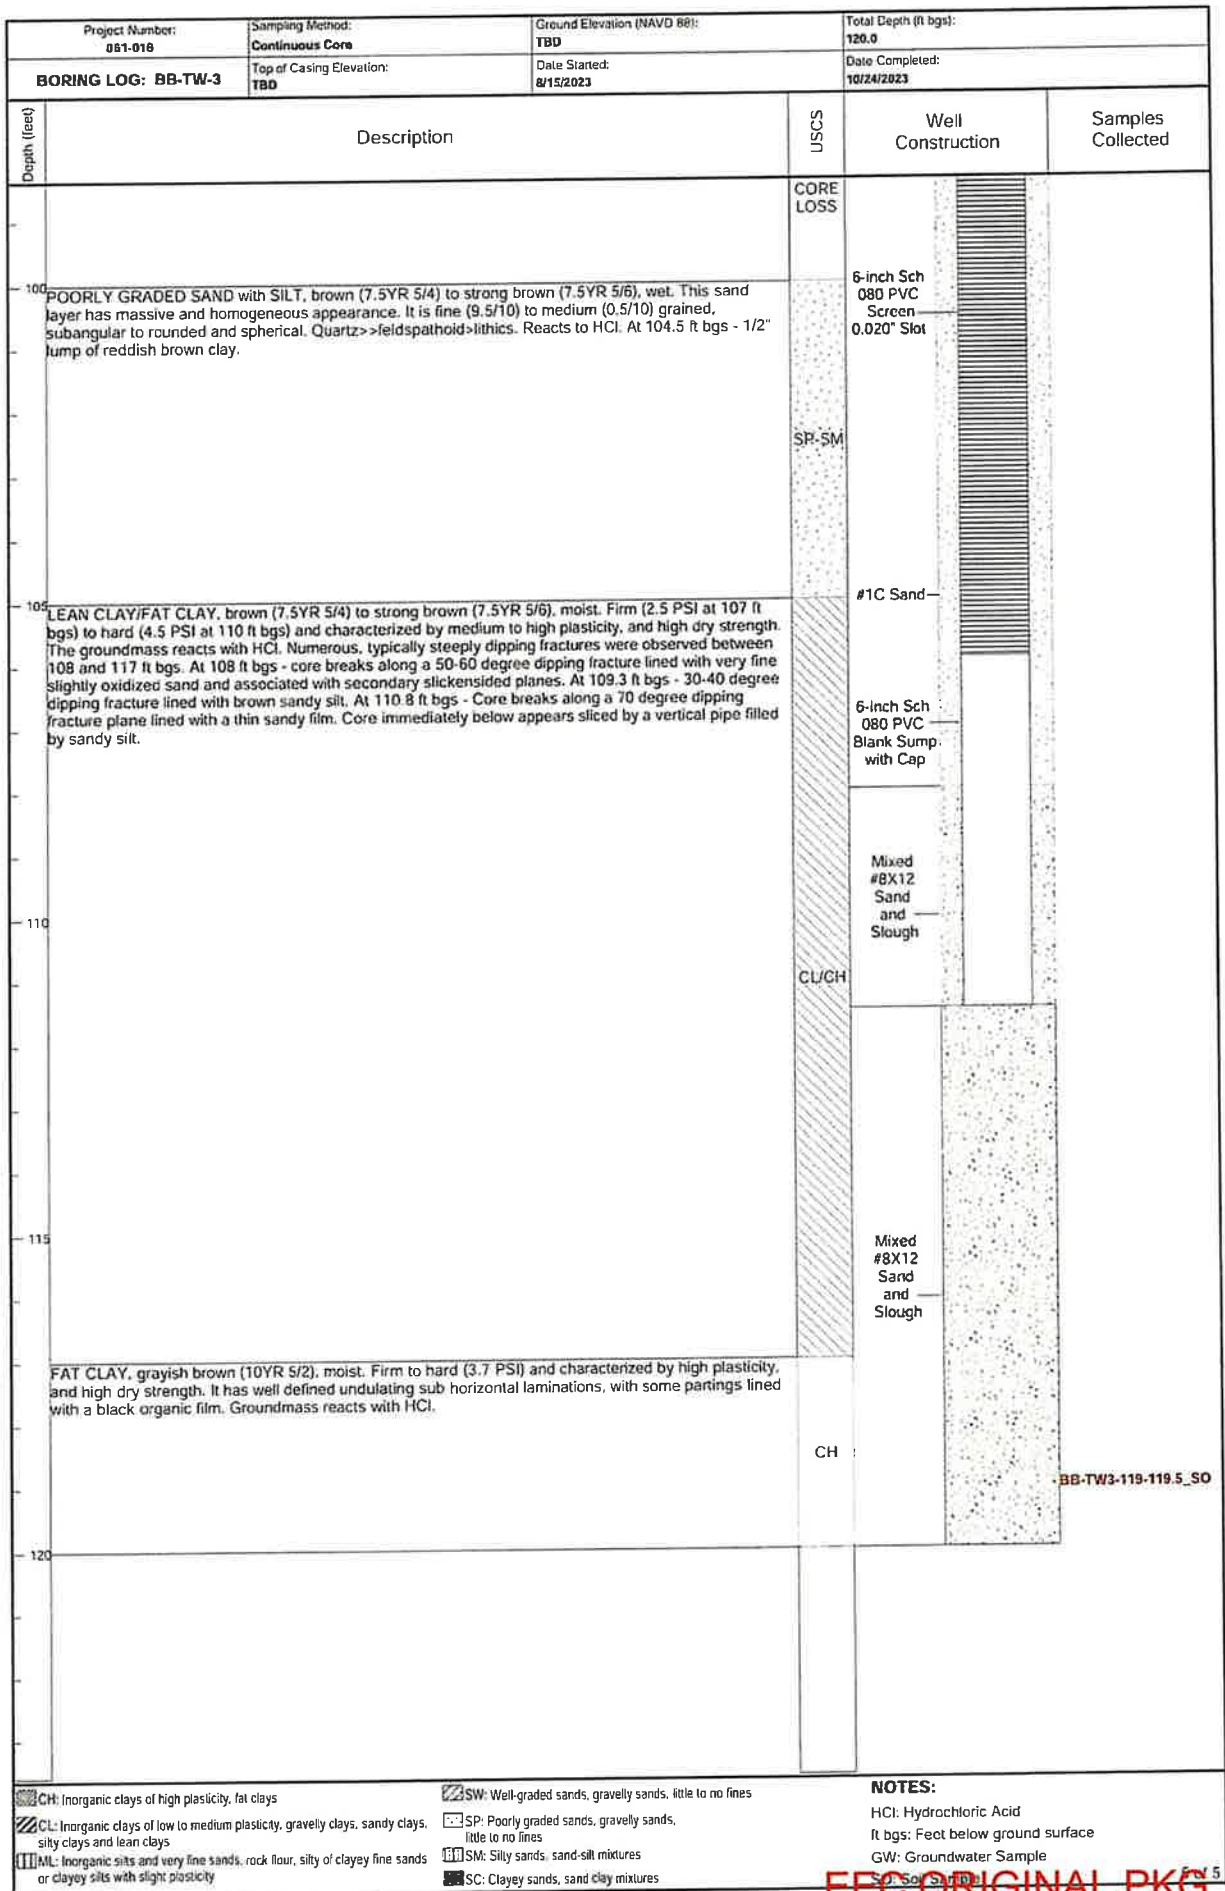 Project Number:
061-016
Sampling Method:
Continuous Core
Ground Elevation (NAVD 88):
TBD
Total Depth (ft bgs):
120.0
BORING LOG: BB-TW-3
Top of Casing Elevation:
TBD
Date Started:
8/15/2023
Date Completed:
10/24/2023
Depth (feet)
Description
USCS
Well
Construction
Samples
Collected
CORE
LOSS
100
POORLY GRADED SAND with SILT, brown (7.5YR 5/4) to strong brown (7.5YR 5/6), wet. This sand
layer has massive and homogeneous appearance. It is fine (9.5/10) to medium (0.5/10) grained,
subangular to rounded and spherical. Quartz>>feldspathoid>lithics. Reacts to HCl. At 104.5 ft bgs - 1/2"
lump of reddish brown clay.
6-inch Sch
080 PVC
Screen
0.020" Slot
SP-SM
#1C Sand
105
LEAN CLAY/FAT CLAY, brown (7.5YR 5/4) to strong brown (7.5YR 5/6), moist. Firm (2.5 PSI at 107 ft
bgs) to hard (4.5 PSI at 110 ft bgs) and characterized by medium to high plasticity, and high dry strength.
The groundmass reacts with HCl. Numerous, typically steeply dipping fractures were observed between
108 and 117 ft bgs. At 108 ft bgs - core breaks along a 50-60 degree dipping fracture lined with very fine
slightly oxidized sand and associated with secondary slickensided planes. At 109.3 ft bgs - 30-40 degree
dipping fracture lined with brown sandy silt. At 110.8 ft bgs - Core breaks along a 70 degree dipping
fracture plane lined with a thin sandy film. Core immediately below appears sliced by a vertical pipe filled
by sandy silt.
6-Inch Sch
080 PVC
Blank Sump
with Cap
Mixed
#8X12
Sand
and
Slough
110
CL/CH
115
Mixed
#8X12
Sand
and
Slough
FAT CLAY, grayish brown (10YR 5/2), moist. Firm to hard (3.7 PSI) and characterized by high plasticity,
and high dry strength. It has well defined undulating sub horizontal laminations, with some partings lined
with a black organic film. Groundmass reacts with HCl.
CH
BB-TW3-119-119.5_SO
120
CH: Inorganic clays of high plasticity, fat clays
CL: Inorganic clays of low to medium plasticity, gravelly clays, sandy clays,
silty clays and lean clays
ML: Inorganic silts and very fine sands, rock flour, silty of clayey fine sands
or clayey silts with slight plasticity
SW: Well-graded sands, gravelly sands, little to no fines
SP: Poorly graded sands, gravelly sands,
little to no fines
SM: Silly sands, sand-silt mixtures
SC: Clayey sands, sand clay mixtures
NOTES:
HCl: Hydrochloric Acid
ft bgs: Feet below ground surface
GW: Groundwater Sample
SO: Soil Sample
5 of 5
EEC ORIGINAL PKG